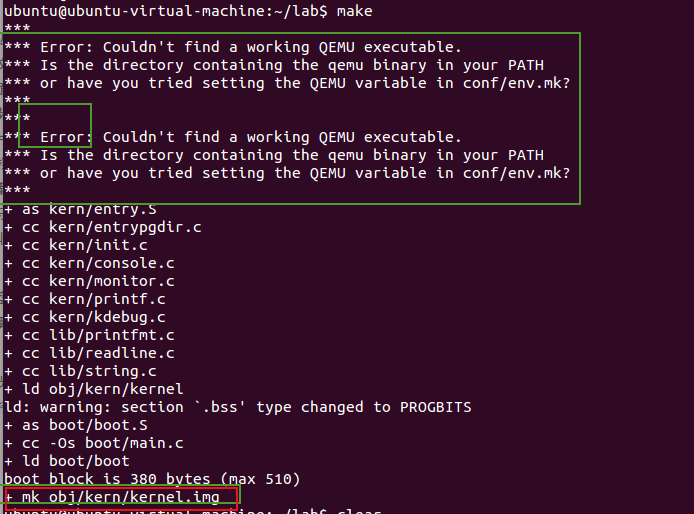 ubuntu@ubuntu-virtual-machine:~/lab$ make
***
*** Error: Couldn't find a working QEMU executable.
*** Is the directory containing the qemu binary in your PATH
*** or have you tried setting the QEMU variable in conf/env.mk?
***
***
*** Error: Couldn't find a working QEMU executable.
*** Is the directory containing the qemu binary in your PATH
*** or have you tried setting the QEMU variable in conf/env.mk?
***
+ as kern/entry.S
+ cc kern/entrypgdir.c
+ cc kern/init.c
+ cc kern/console.c
+ cc kern/monitor.c
+ cc kern/printf.c
+ cc kern/kdebug.c
+ cc lib/printfmt.c
+ cc lib/readline.c
+ cc lib/string.c
+ ld obj/kern/kernel
ld: warning: section `.bss' type changed to PROGBITS
+ as boot/boot.S
+ cc -Os boot/main.c
+ ld boot/boot
boot block is 380 bytes (max 510)
+ mk obj/kern/kernel.img
ubuntu@ubuntu-virtual-machine:~/lab$ clear